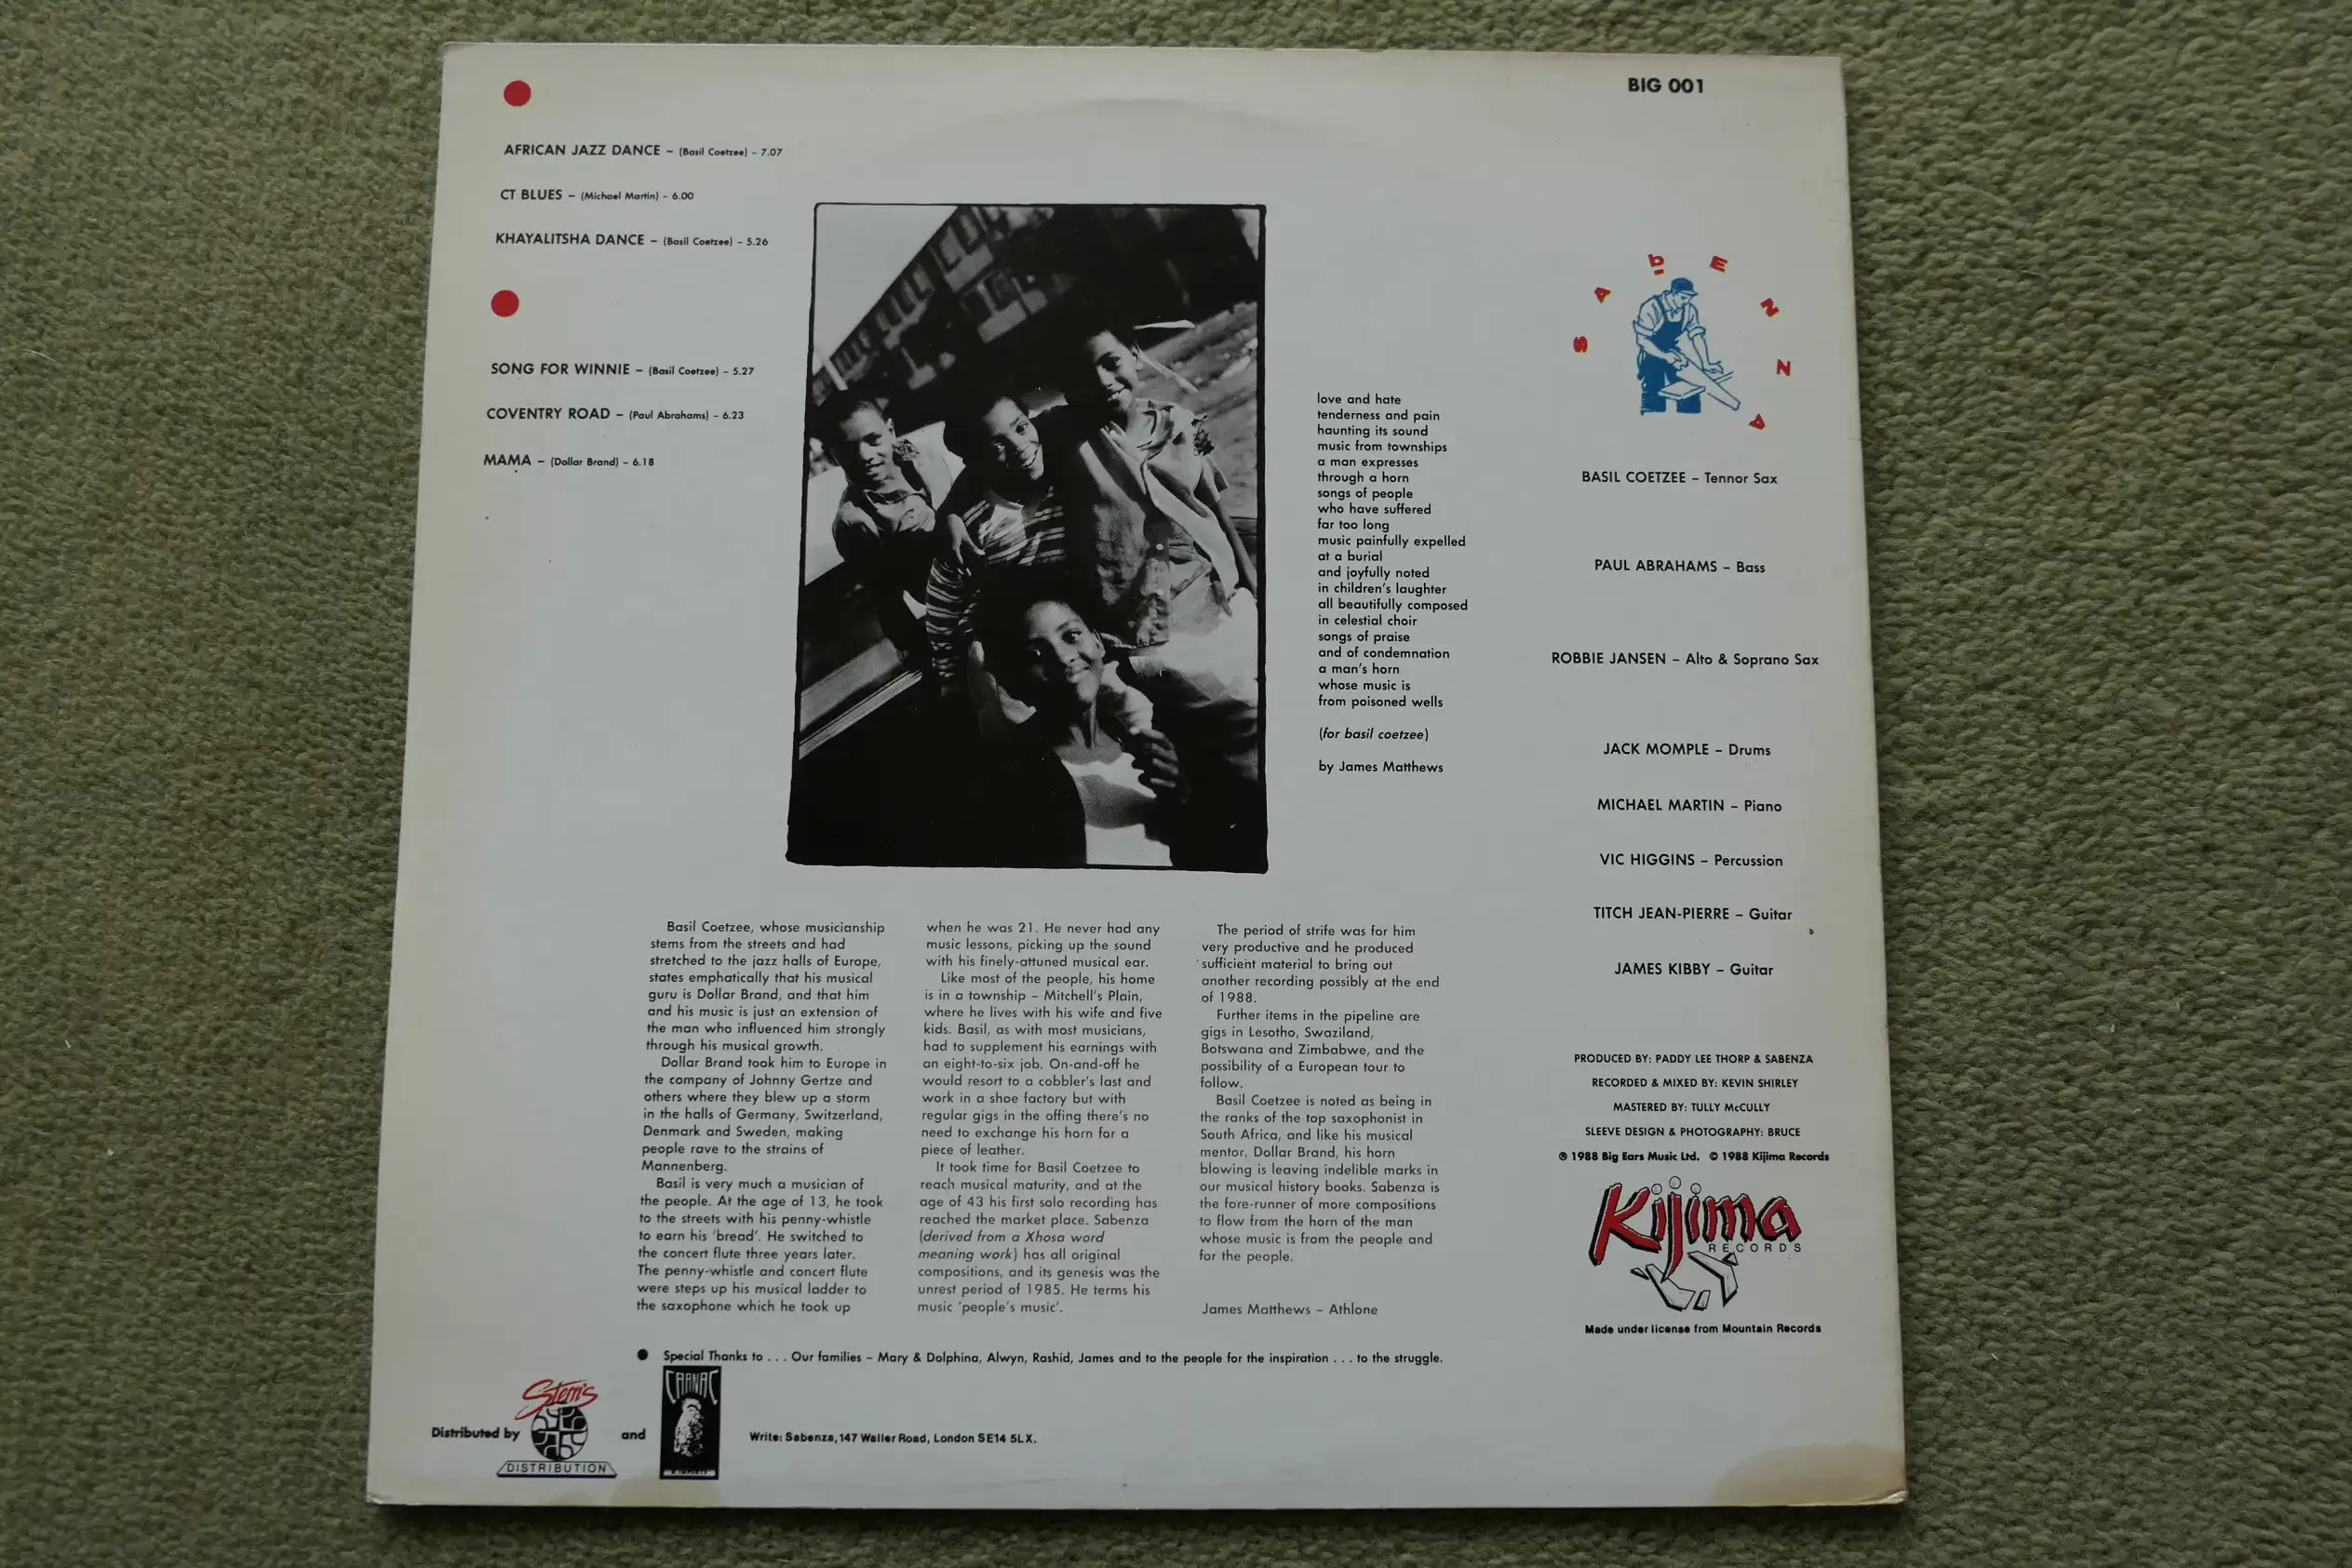 BIG 001
AFRICAN JAZZ DANCE – (Basil Coetzee) – 7.07
CT BLUES – (Michael Martin) – 6.00
KHAYALITSHA DANCE – (Basil Coetzee) – 5.26
SONG FOR WINNIE – (Basil Coetzee) – 5.27
COVENTRY ROAD – (Paul Abrahams) – 6.23
MAMA – (Dollar Brand) – 6.18
love and hate
tenderness and pain
haunting its sound
music from townships
a man expresses
through a horn
songs of people
who have suffered
far too long
music painfully expelled
at a burial
and joyfully noted
in children's laughter
all beautifully composed
in celestial choir
songs of praise
and of condemnation
a man's horn
whose music is
from poisoned wells
(for basil coetzee)
by James Matthews
SAbENZA
BASIL COETZEE – Tennor Sax
PAUL ABRAHAMS – Bass
ROBBIE JANSEN – Alto & Soprano Sax
JACK MOMPLE – Drums
MICHAEL MARTIN – Piano
VIC HIGGINS – Percussion
TITCH JEAN-PIERRE – Guitar
JAMES KIBBY – Guitar
PRODUCED BY: PADDY LEE THORP & SABENZA
RECORDED & MIXED BY: KEVIN SHIRLEY
MASTERED BY: TULLY McCULLY
SLEEVE DESIGN & PHOTOGRAPHY: BRUCE
℗ 1988 Big Ears Music Ltd. © 1988 Kijima Records
Kijima
RECORDS
Made under license from Mountain Records
Basil Coetzee, whose musicianship
stems from the streets and had
stretched to the jazz halls of Europe,
states emphatically that his musical
guru is Dollar Brand, and that him
and his music is just an extension of
the man who influenced him strongly
through his musical growth.
Dollar Brand took him to Europe in
the company of Johnny Gertze and
others where they blew up a storm
in the halls of Germany, Switzerland,
Denmark and Sweden, making
people rave to the strains of
Mannenberg.
Basil is very much a musician of
the people. At the age of 13, he took
to the streets with his penny-whistle
to earn his 'bread'. He switched to
the concert flute three years later.
The penny-whistle and concert flute
were steps up his musical ladder to
the saxophone which he took up
when he was 21. He never had any
music lessons, picking up the sound
with his finely-attuned musical ear.
Like most of the people, his home
is in a township – Mitchell's Plain,
where he lives with his wife and five
kids. Basil, as with most musicians,
had to supplement his earnings with
an eight-to-six job. On-and-off he
would resort to a cobbler's last and
work in a shoe factory but with
regular gigs in the offing there's no
need to exchange his horn for a
piece of leather.
It took time for Basil Coetzee to
reach musical maturity, and at the
age of 43 his first solo recording has
reached the market place. Sabenza
(derived from a Xhosa word
meaning work) has all original
compositions, and its genesis was the
unrest period of 1985. He terms his
music 'people's music'.
The period of strife was for him
very productive and he produced
sufficient material to bring out
another recording possibly at the end
of 1988.
Further items in the pipeline are
gigs in Lesotho, Swaziland,
Botswana and Zimbabwe, and the
possibility of a European tour to
follow.
Basil Coetzee is noted as being in
the ranks of the top saxophonist in
South Africa, and like his musical
mentor, Dollar Brand, his horn
blowing is leaving indelible marks in
our musical history books. Sabenza is
the fore-runner of more compositions
to flow from the horn of the man
whose music is from the people and
for the people.
James Matthews – Athlone
● Special Thanks to . . . Our families – Mary & Dolphina, Alwyn, Rashid, James and to the people for the inspiration . . . to the struggle.
Distributed by
Stern's
DISTRIBUTION
and
CARNAC
Write: Sabenza, 147 Waller Road, London SE14 5LX.